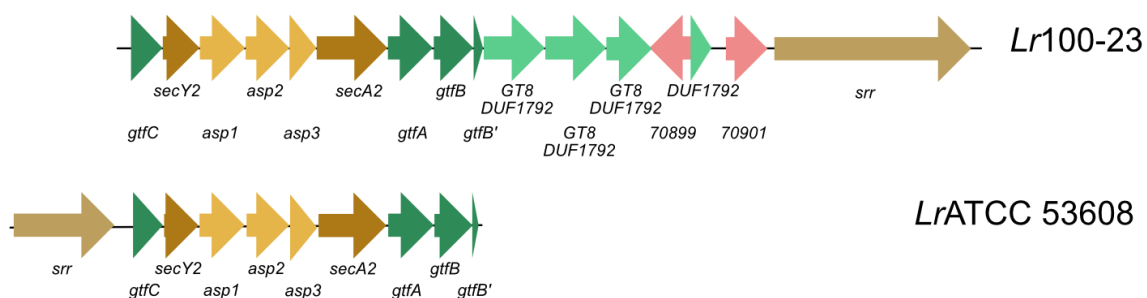 Lr100-23
secY2 asp2 secA2 gtfB GT8 GT8 DUF1792 srr
DUF1792 DUF1792
gtfC asp1 asp3 gtfA gtfB' GT8 70899 70901
DUF1792
LrATCC 53608
srr secY2 asp2 secA2 gtfB
gtfC asp1 asp3 gtfA gtfB'